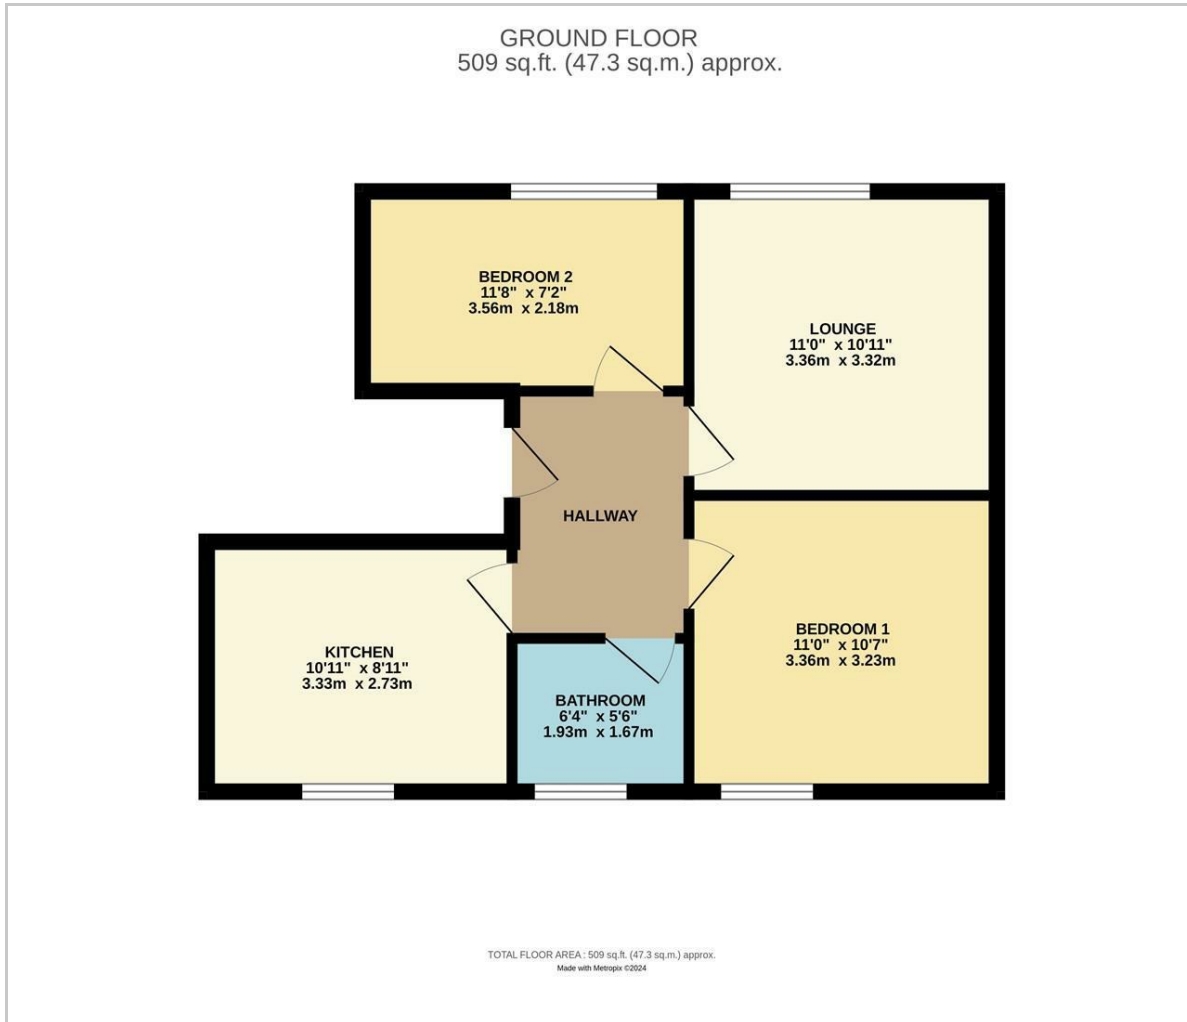 GROUND FLOOR
509 sq.ft. (47.3 sq.m.) approx.
BEDROOM 2
11'8"  x 7'2"
3.56m  x 2.18m
LOUNGE
11'0"  x 10'11"
3.36m  x 3.32m
HALLWAY
BEDROOM 1
11'0"  x 10'7"
3.36m  x 3.23m
KITCHEN
10'11"  x 8'11"
3.33m  x 2.73m
BATHROOM
6'4"  x 5'6"
1.93m  x 1.67m
TOTAL FLOOR AREA : 509 sq.ft. (47.3 sq.m.) approx.
Made with Metropix ©2024